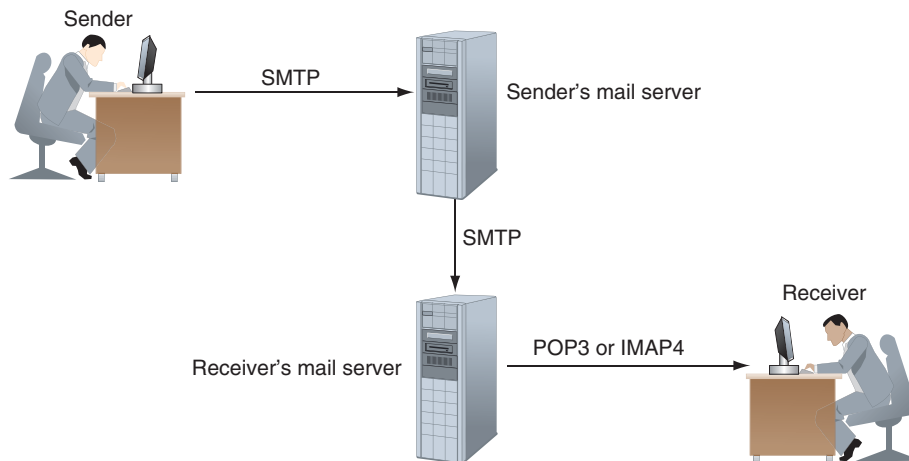 Sender
SMTP
Sender's mail server
SMTP
Receiver
POP3 or IMAP4
Receiver's mail server